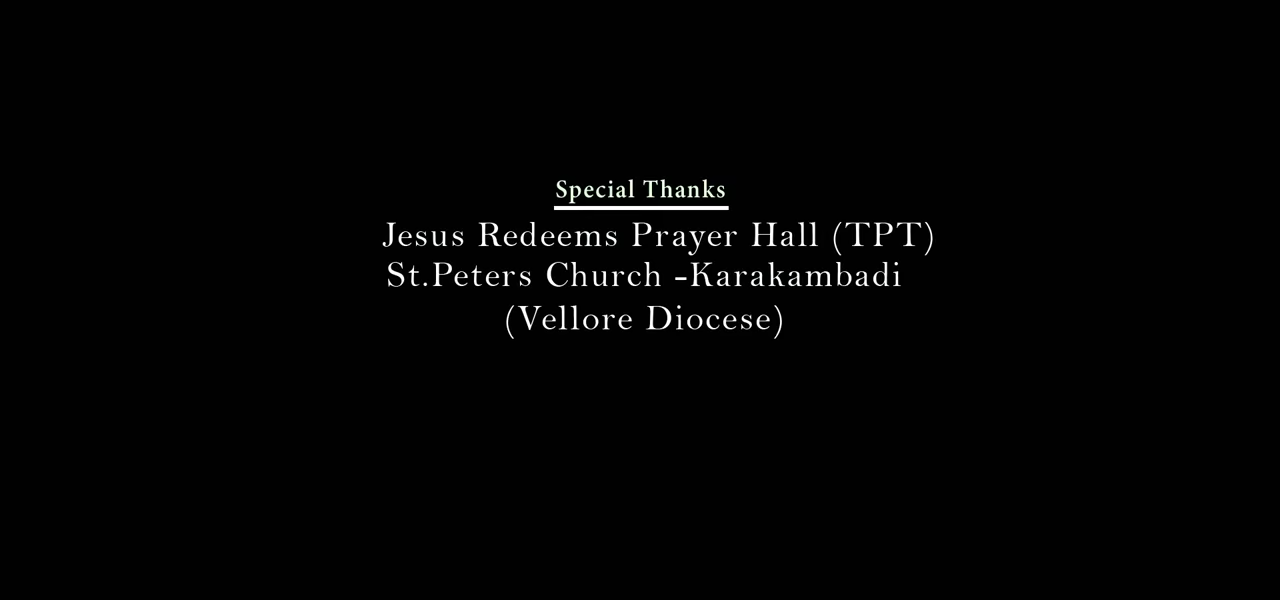 Special Thanks
Jesus Redeems Prayer Hall (TPT)
St.Peters Church -Karakambadi
(Vellore Diocese)